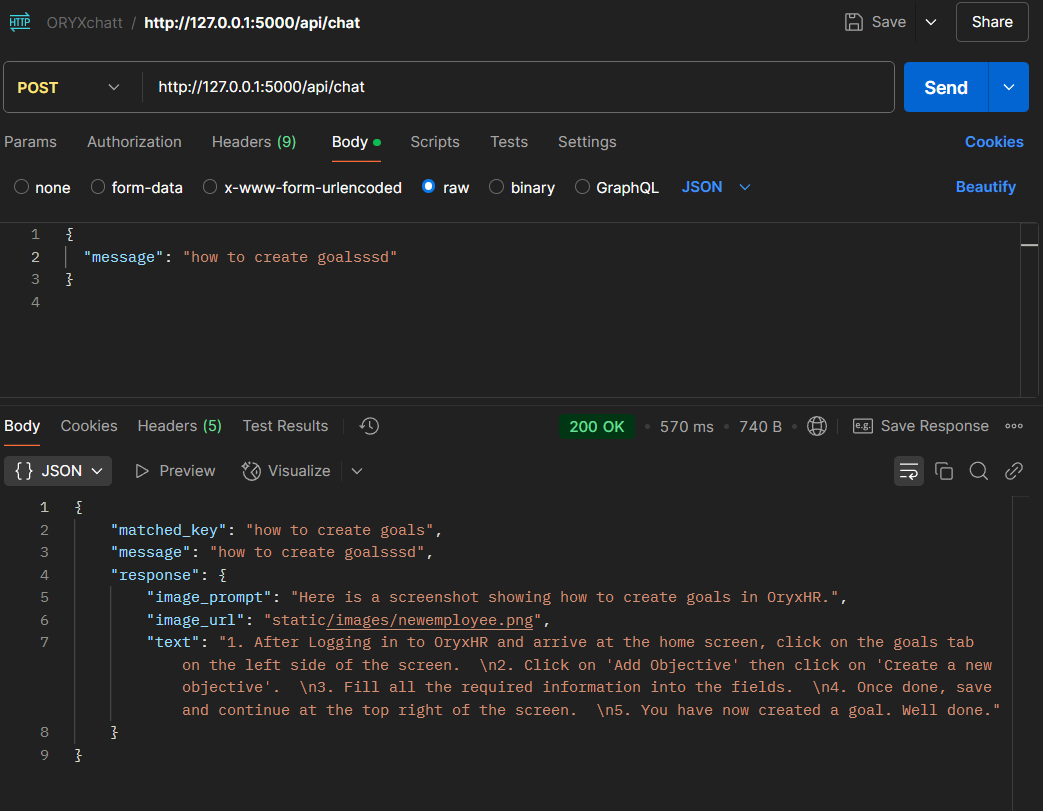 HTTP ORYXchatt / http://127.0.0.1:5000/api/chat Save Share
POST http://127.0.0.1:5000/api/chat Send
Params Authorization Headers (9) Body Scripts Tests Settings Cookies
none form-data x-www-form-urlencoded raw binary GraphQL JSON Beautify
1 {
2 "message": "how to create goalsssd"
3 }
4
Body Cookies Headers (5) Test Results 200 OK • 570 ms • 740 B • e.g. Save Response
{} JSON Preview Visualize
1 {
2 "matched_key": "how to create goals",
3 "message": "how to create goalsssd",
4 "response": {
5 "image_prompt": "Here is a screenshot showing how to create goals in OryxHR.",
6 "image_url": "static/images/newemployee.png",
7 "text": "1. After Logging in to OryxHR and arrive at the home screen, click on the goals tab
on the left side of the screen.  \n2. Click on 'Add Objective' then click on 'Create a new
objective'.  \n3. Fill all the required information into the fields.  \n4. Once done, save
and continue at the top right of the screen.  \n5. You have now created a goal. Well done."
8 }
9 }